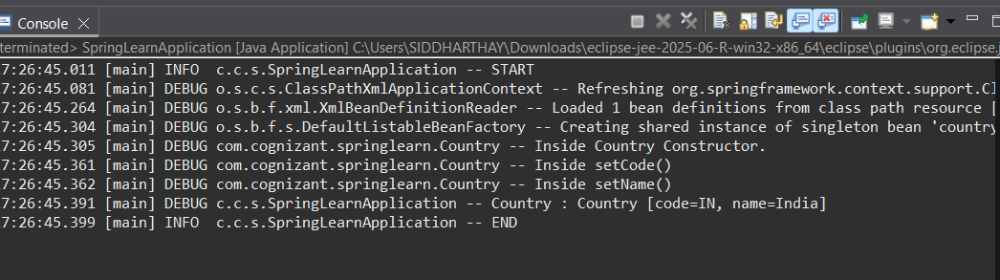 Console
terminated> SpringLearnApplication [Java Application] C:\Users\SIDDHARTHAY\Downloads\eclipse-jee-2025-06-R-win32-x86_64\eclipse\plugins\org.eclipse.j
7:26:45.011 [main] INFO  c.c.s.SpringLearnApplication -- START
7:26:45.081 [main] DEBUG o.s.c.s.ClassPathXmlApplicationContext -- Refreshing org.springframework.context.support.Cl
7:26:45.264 [main] DEBUG o.s.b.f.xml.XmlBeanDefinitionReader -- Loaded 1 bean definitions from class path resource [
7:26:45.304 [main] DEBUG o.s.b.f.s.DefaultListableBeanFactory -- Creating shared instance of singleton bean 'country
7:26:45.305 [main] DEBUG com.cognizant.springlearn.Country -- Inside Country Constructor.
7:26:45.361 [main] DEBUG com.cognizant.springlearn.Country -- Inside setCode()
7:26:45.362 [main] DEBUG com.cognizant.springlearn.Country -- Inside setName()
7:26:45.391 [main] DEBUG c.c.s.SpringLearnApplication -- Country : Country [code=IN, name=India]
7:26:45.399 [main] INFO  c.c.s.SpringLearnApplication -- END